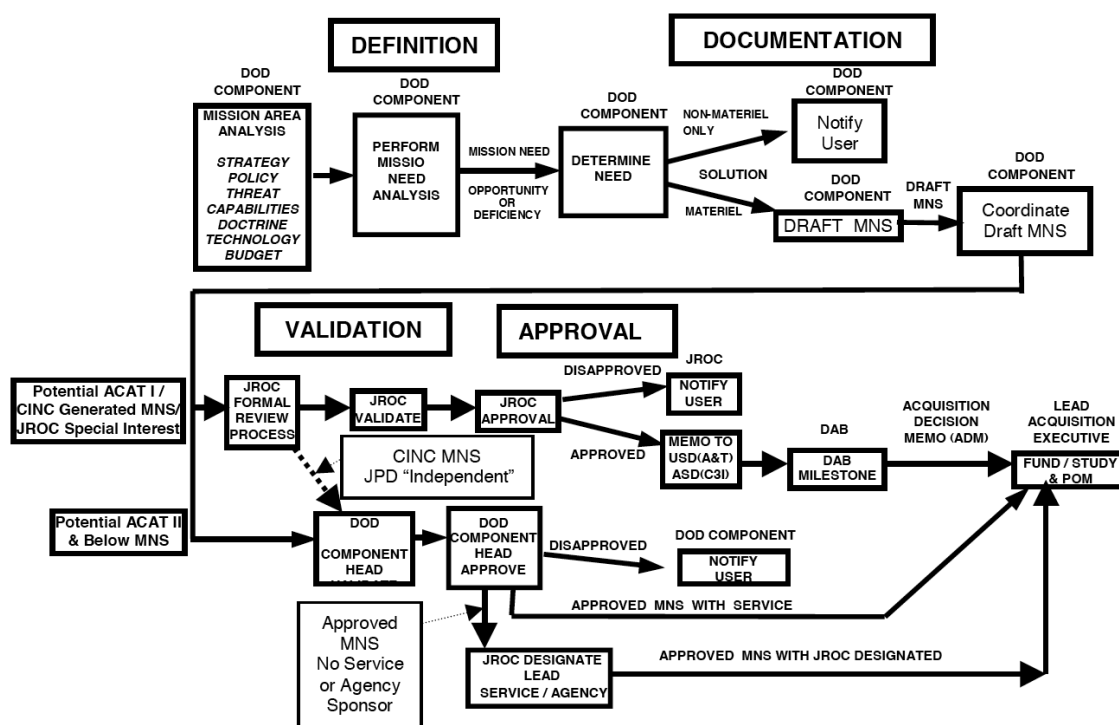 DEFINITION
DOCUMENTATION
DOD
COMPONENT
MISSION AREA
ANALYSIS
STRATEGY
POLICY
THREAT
CAPABILITIES
DOCTRINE
TECHNOLOGY
BUDGET
DOD
COMPONENT
PERFORM
MISSIO
NEED
ANALYSIS
MISSION NEED
OPPORTUNITY
OR
DEFICIENCY
DOD
COMPONENT
DETERMINE
NEED
NON-MATERIEL
ONLY
SOLUTION
MATERIEL
DOD
COMPONENT
Notify
User
DOD
COMPONENT
DRAFT MNS
DRAFT
MNS
DOD
COMPONENT
Coordinate
Draft MNS
VALIDATION
APPROVAL
Potential ACAT I /
CINC Generated MNS/
JROC Special Interest
JROC
FORMAL
REVIEW
PROCESS
JROC
VALIDATE
JROC
APPROVAL
DISAPPROVED
JROC
NOTIFY
USER
APPROVED
MEMO TO
USD(A&T)
ASD(C3I)
DAB
DAB
MILESTONE
ACQUISITION
DECISION
MEMO (ADM)
LEAD
ACQUISITION
EXECUTIVE
FUND / STUDY
& POM
CINC MNS
JPD “Independent”
Potential ACAT II
& Below MNS
DOD
COMPONENT
HEAD
DOD
COMPONENT
HEAD
APPROVE
DISAPPROVED
DOD COMPONENT
NOTIFY
USER
APPROVED MNS WITH SERVICE
Approved
MNS
No Service
or Agency
Sponsor
JROC DESIGNATE
LEAD
SERVICE / AGENCY
APPROVED MNS WITH JROC DESIGNATED